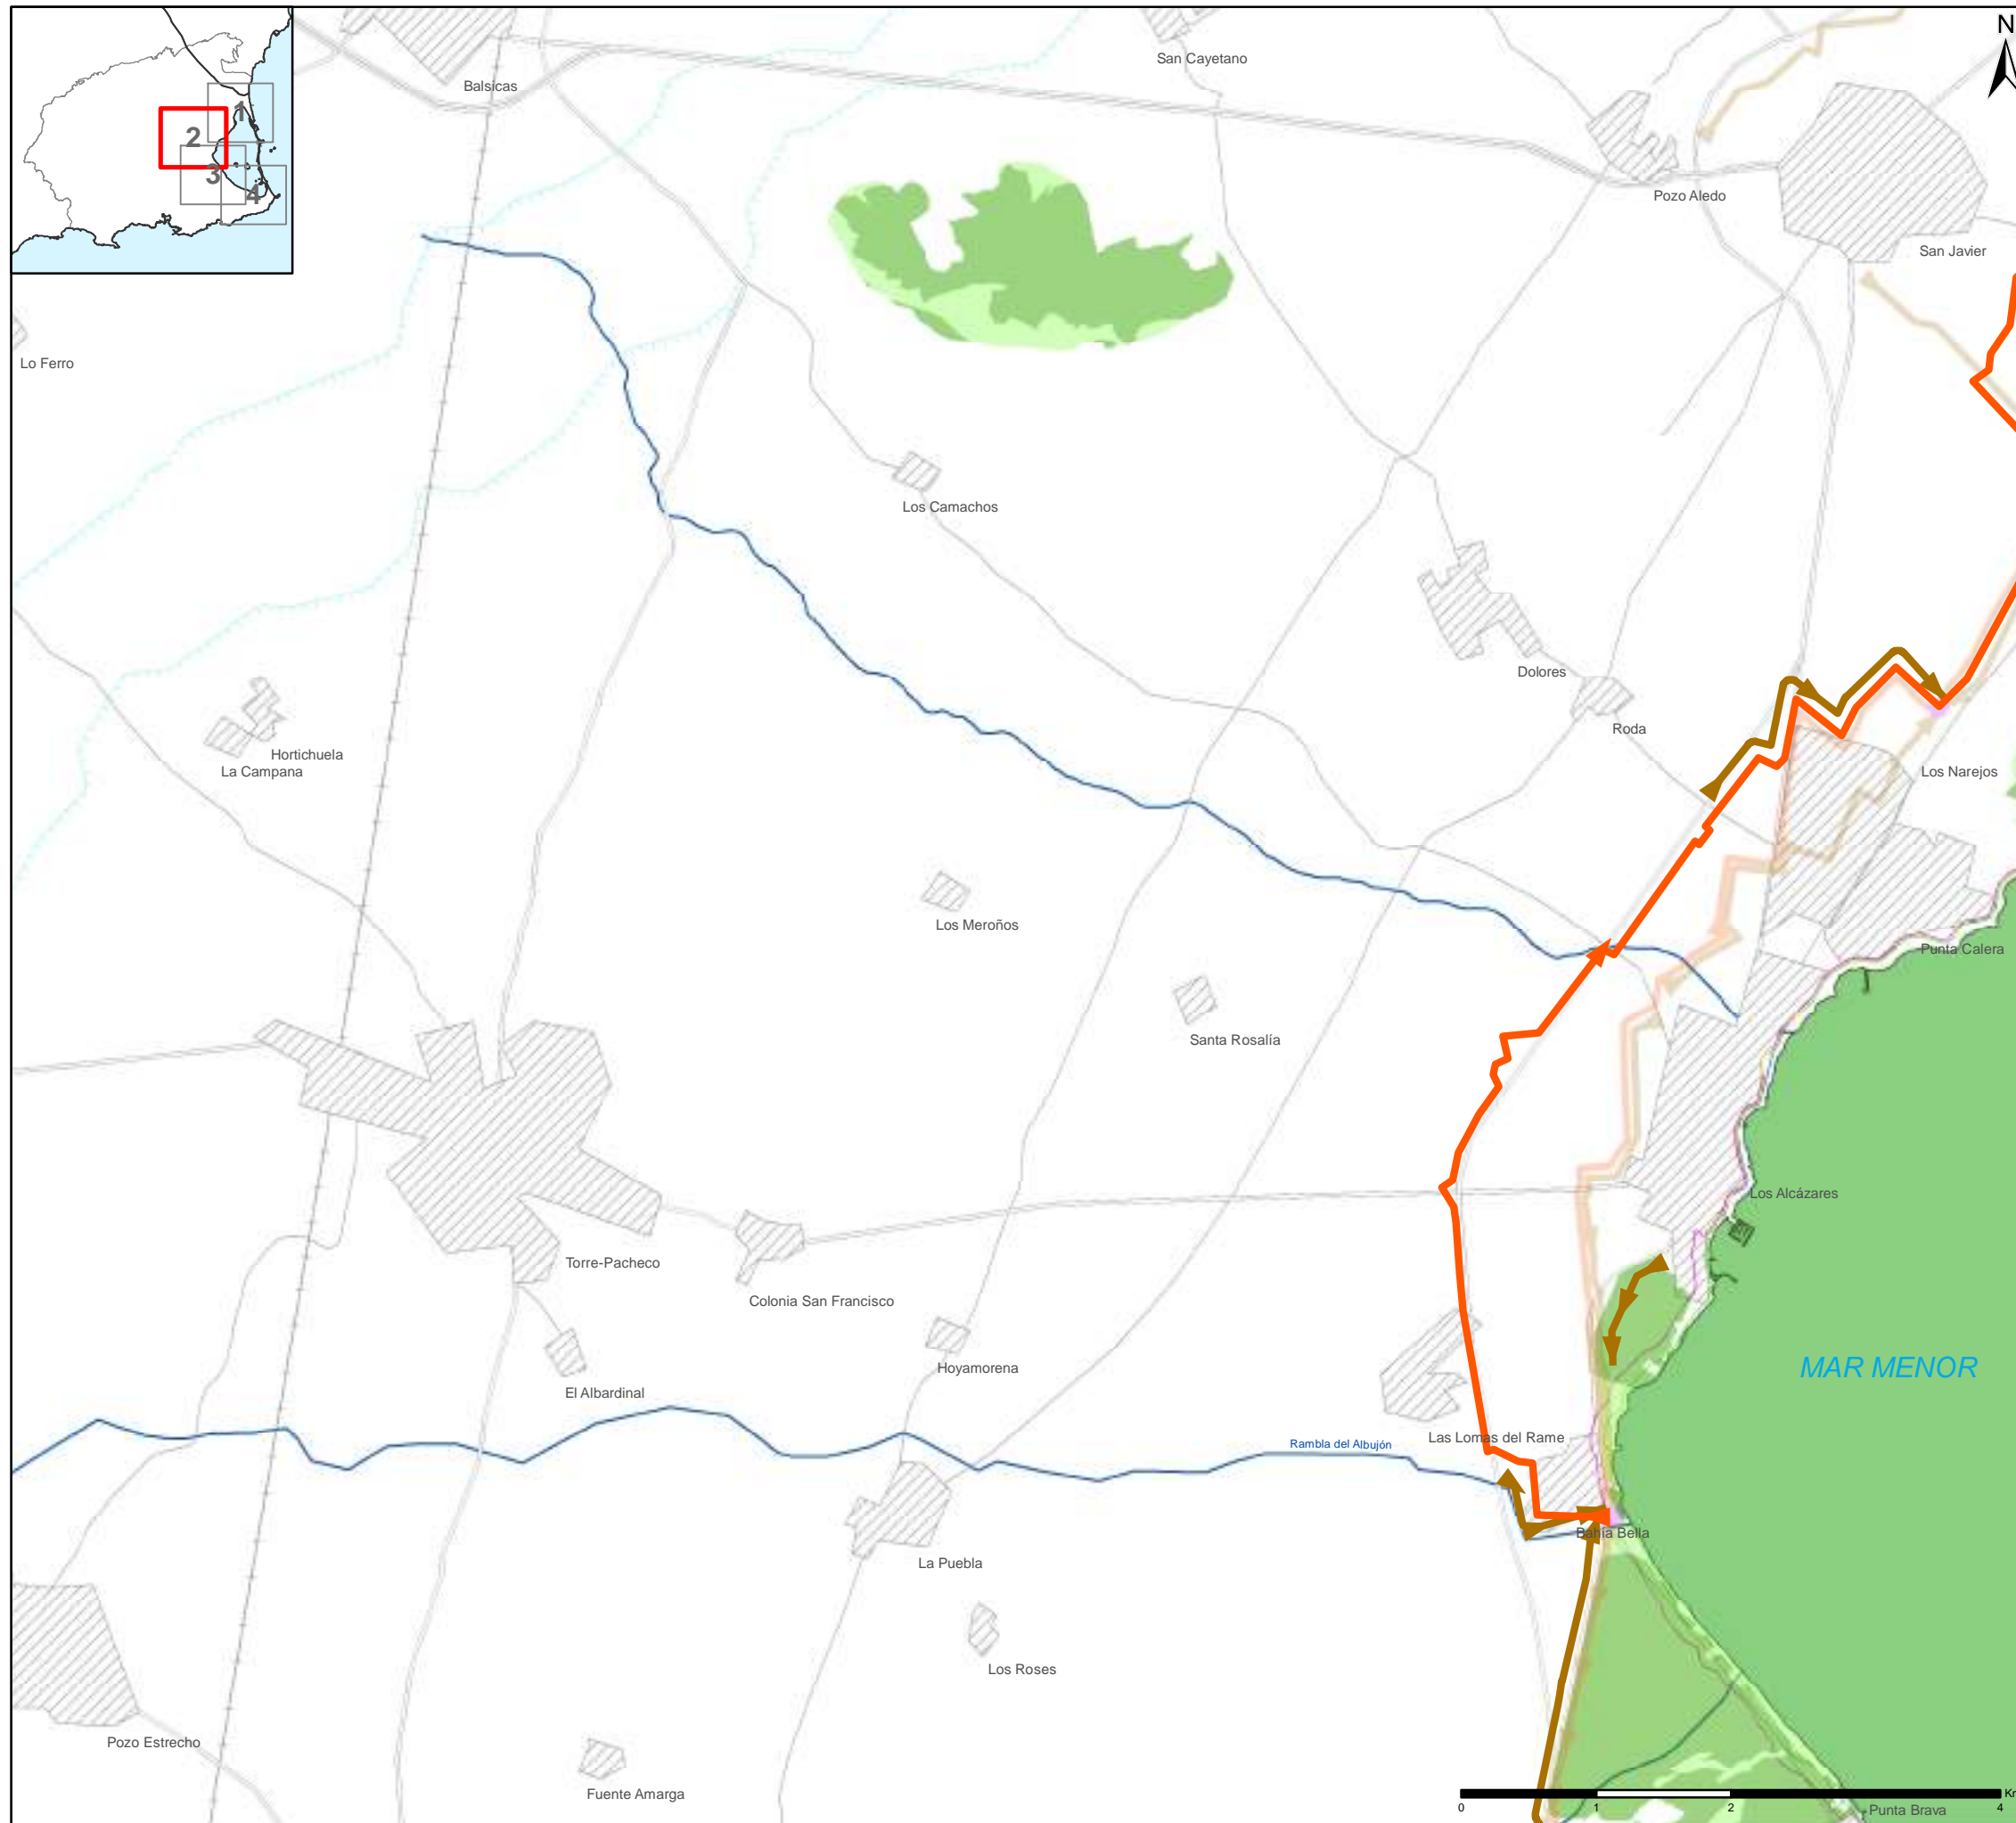 N
San Cayetano
Balsicas
1
2
3
4
Pozo Aledo
San Javier
Lo Ferro
Los Camachos
Dolores
Roda
Hortichuela
La Campana
Los Narejos
Los Meroños
Punta Calera
Santa Rosalía
Los Alcázares
Torre-Pacheco
Colonia San Francisco
Hoyamorena
MAR MENOR
El Albardinal
Las Lomas del Rame
Rambla del Albujón
Bahía Bella
La Puebla
Los Roses
Pozo Estrecho
Fuente Amarga
0 1 2 4
Punta Brava